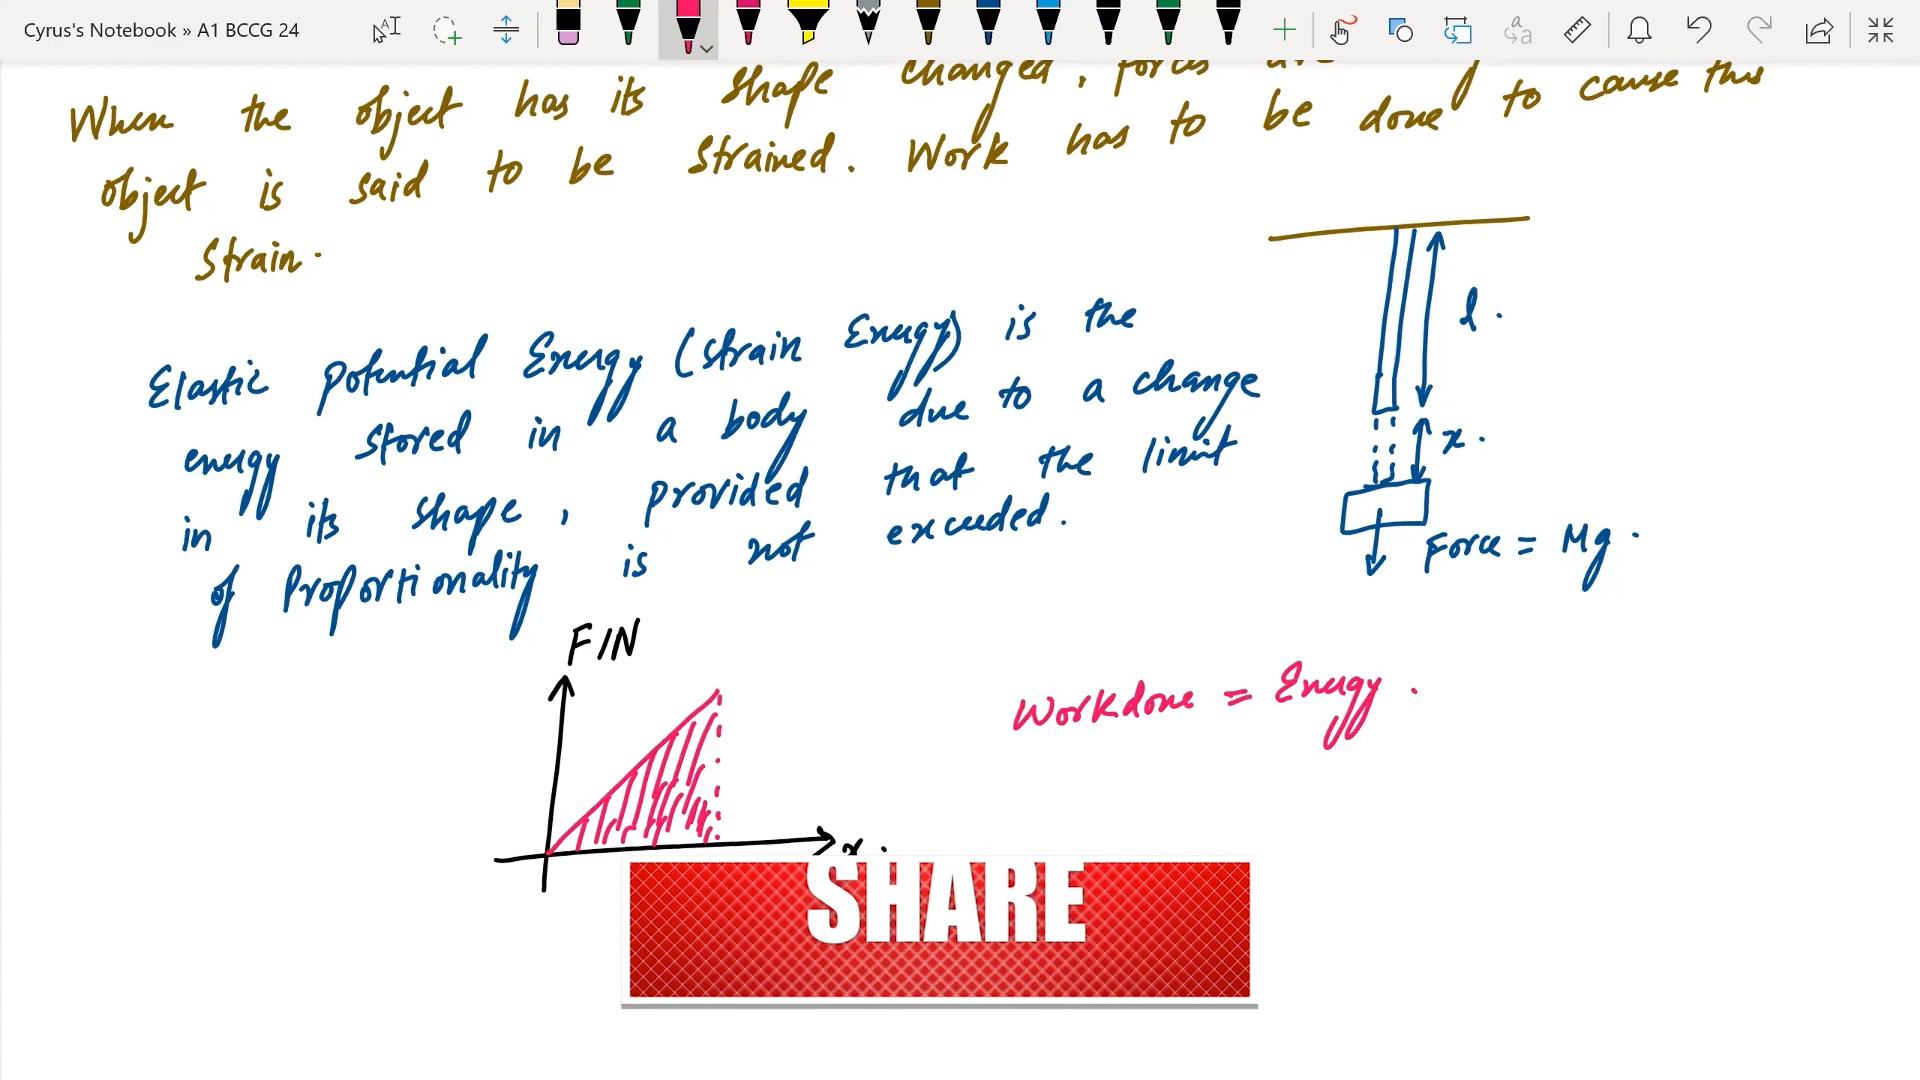 Cyrus's Notebook » A1 BCCG 24
When the object has its shape changed, forces are
object is said to be strained. Work has to be done to cause this
strain.
Elastic potential Energy (strain Energy) is the
energy stored in a body due to a change
in its shape, provided that the limit
of proportionality is not exceeded.
l.
x.
Force = Mg.
F/N
Workdone = Energy.
x.
SHARE